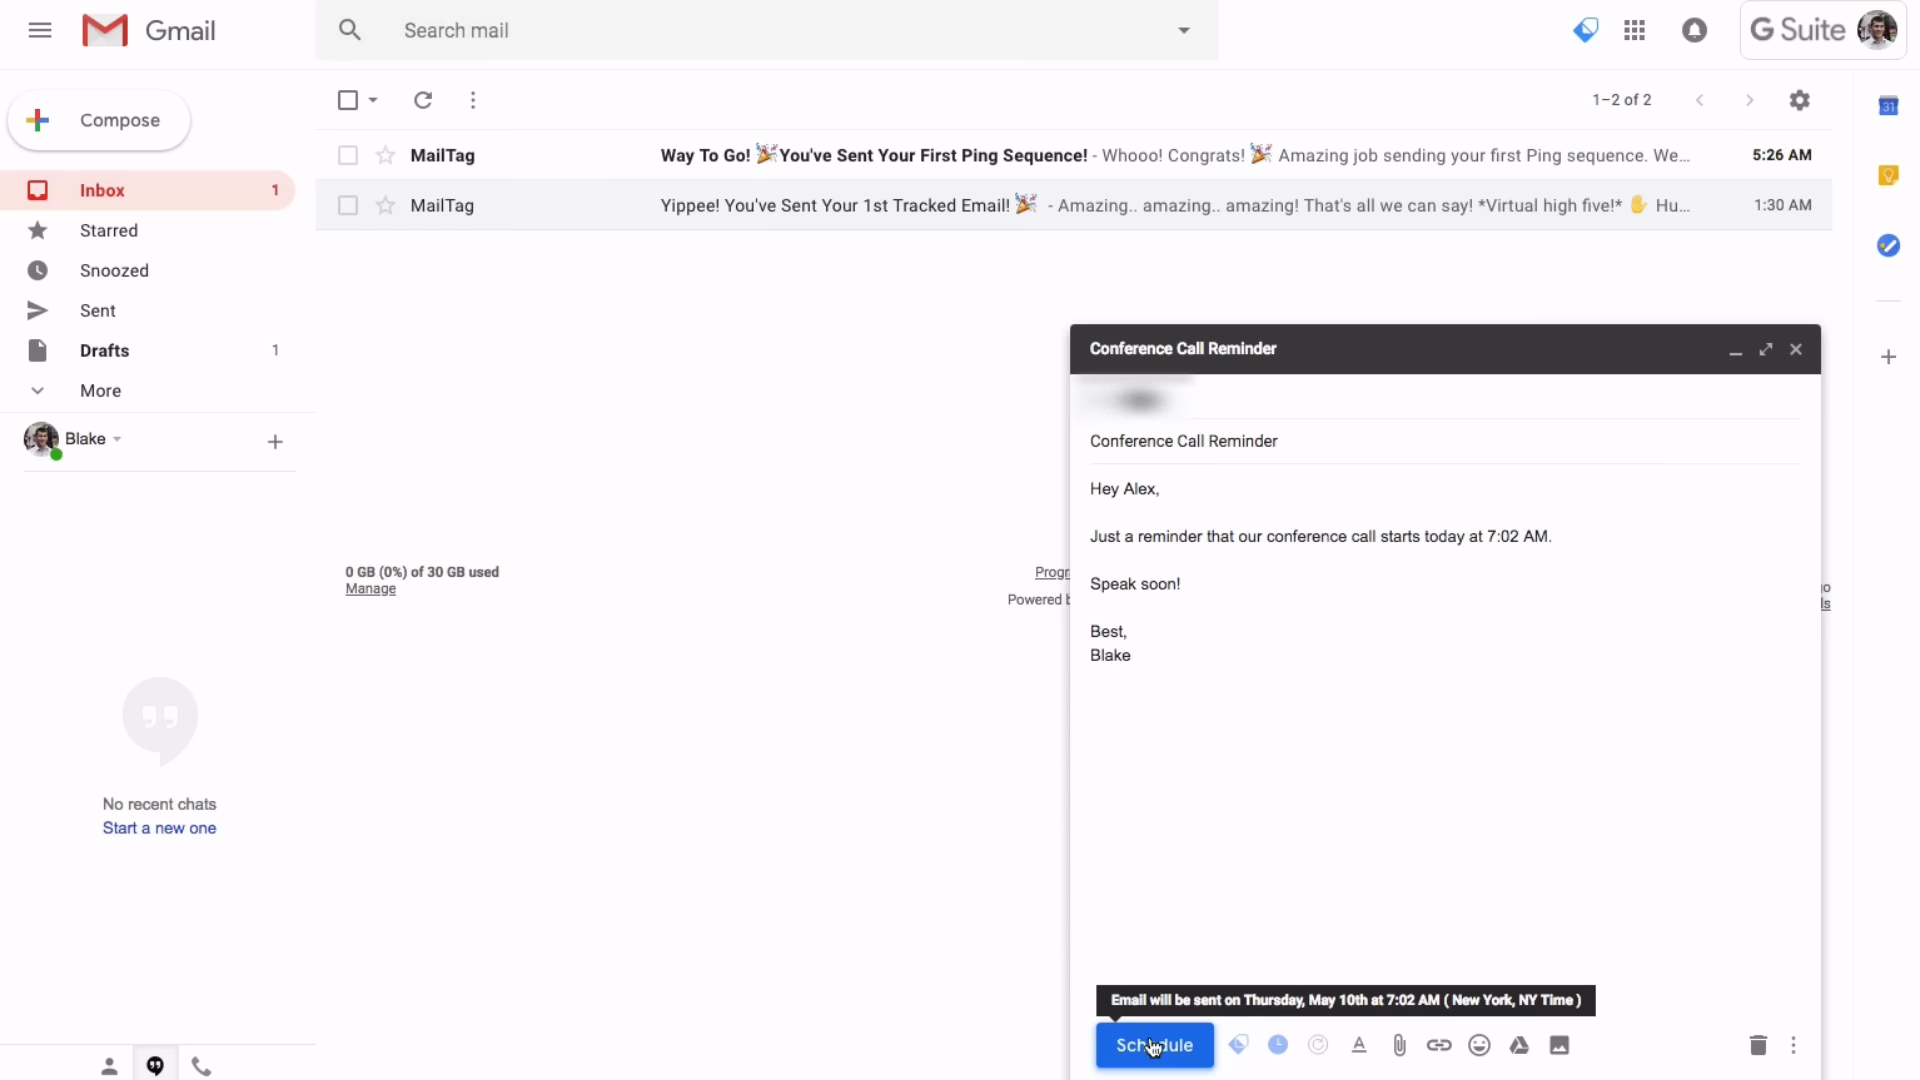 Gmail
Search mail
G Suite
Compose
1–2 of 2
MailTag
Way To Go! 🎉You've Sent Your First Ping Sequence! - Whooo! Congrats! 🎉 Amazing job sending your first Ping sequence. We...
5:26 AM
MailTag
Yippee! You've Sent Your 1st Tracked Email! 🎉 - Amazing.. amazing.. amazing! That's all we can say! *Virtual high five!* ✋ Hu...
1:30 AM
31
Inbox
1
Starred
Snoozed
Sent
Drafts
1
More
Blake
No recent chats
Start a new one
0 GB (0%) of 30 GB used
Manage
Powered
Conference Call Reminder
Conference Call Reminder
Hey Alex,
Just a reminder that our conference call starts today at 7:02 AM.
Speak soon!
Best,
Blake
Email will be sent on Thursday, May 10th at 7:02 AM ( New York, NY Time )
Schedule